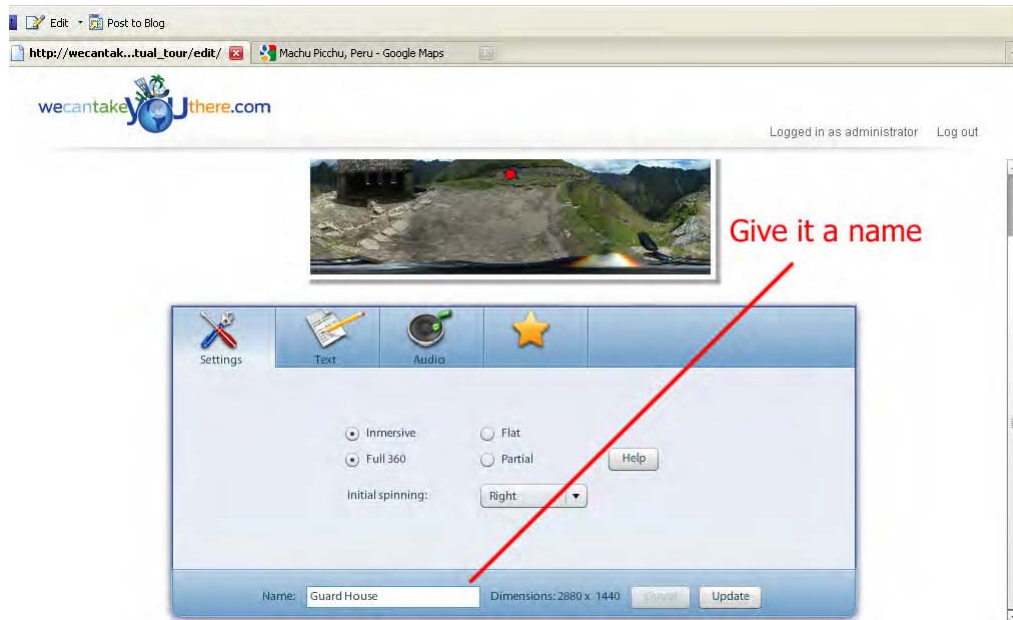 Edit Post to Blog
http://wecantak...tual_tour/edit/ Machu Picchu, Peru - Google Maps
wecantakeyouthere.com
Logged in as administrator Log out
Give it a name
Settings Text Audio
Inmersive Flat
Full 360 Partial Help
Initial spinning: Right
Name: Guard House Dimensions: 2880 x 1440 Update